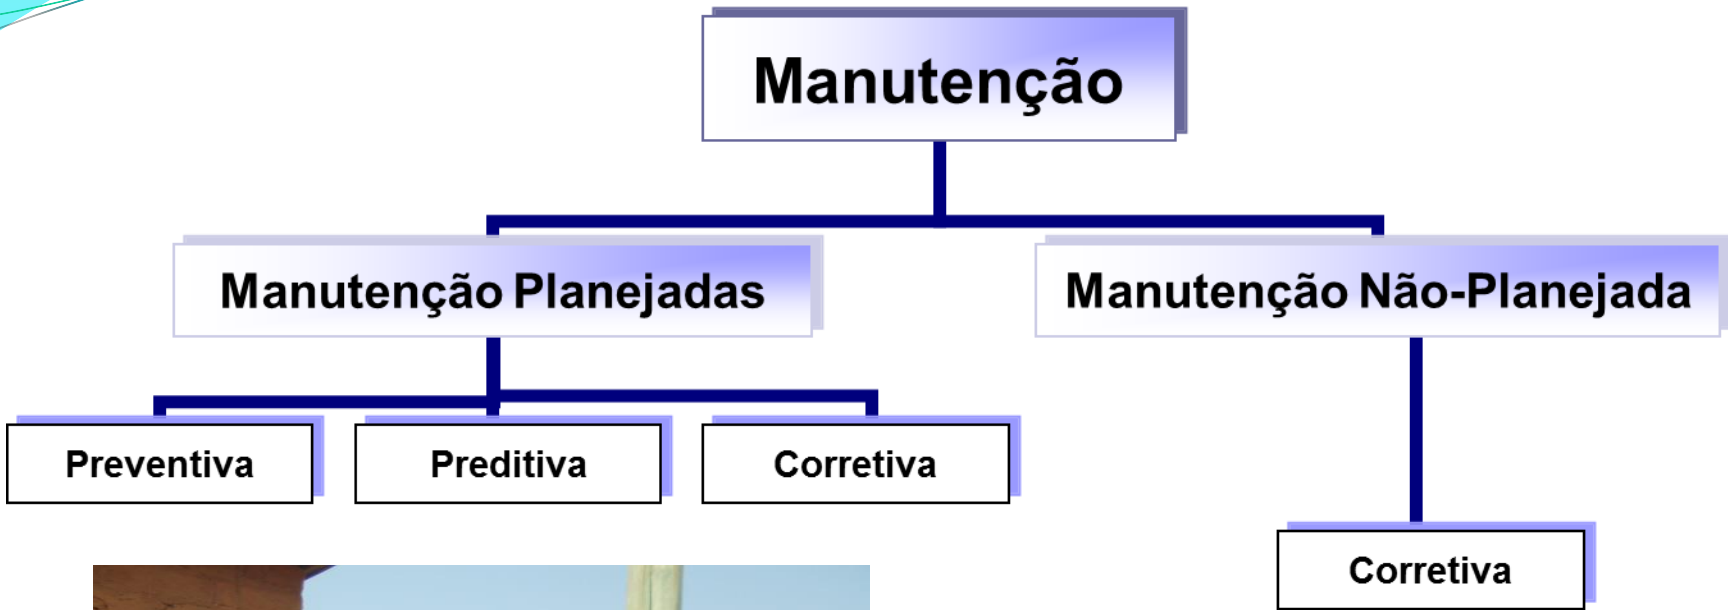 Manutenção
Manutenção Planejadas
Manutenção Não-Planejada
Preventiva
Preditiva
Corretiva
Corretiva